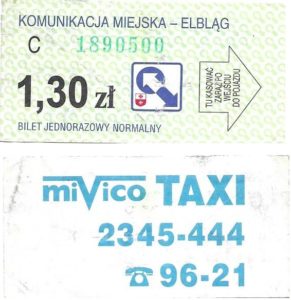 KOMUNIKACJA MIEJSKA – ELBLĄG
C 1890500
1,30 zł
TU KASOWAĆ
ZARAZ PO
WEJŚCIU
DO POJAZDU
BILET JEDNORAZOWY NORMALNY
miVico TAXI
2345-444
☎ 96-21